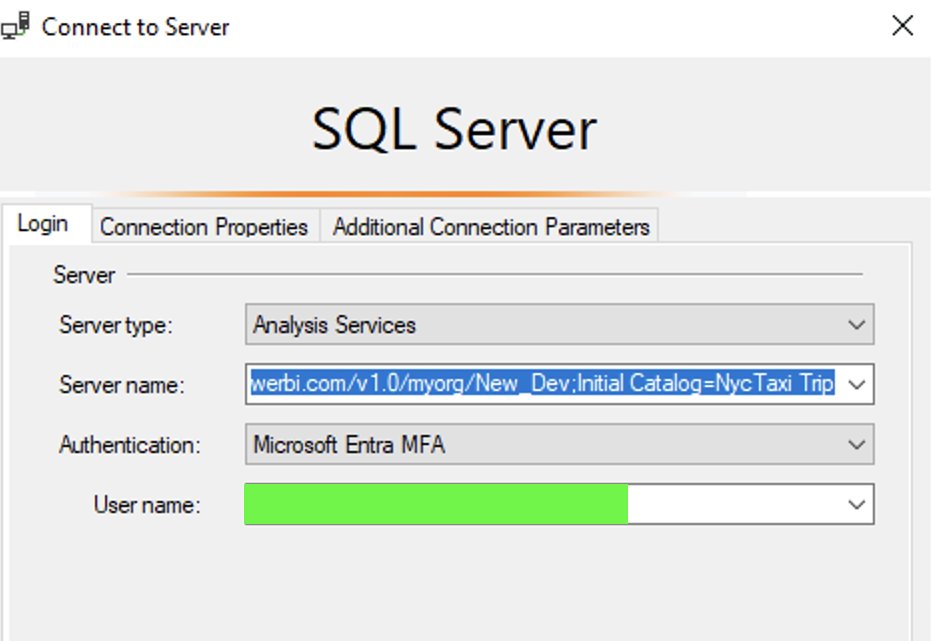 Connect to Server
SQL Server
Login Connection Properties Additional Connection Parameters
Server
Server type: Analysis Services
Server name: werbi.com/v1.0/myorg/New_Dev;Initial Catalog=NycTaxi Trip
Authentication: Microsoft Entra MFA
User name: